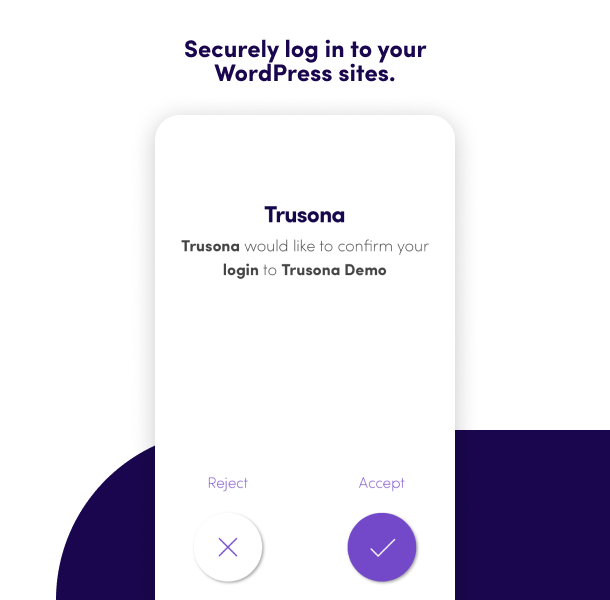 Securely log in to your
WordPress sites.
Trusona
Trusona would like to confirm your
login to Trusona Demo
Reject
Accept